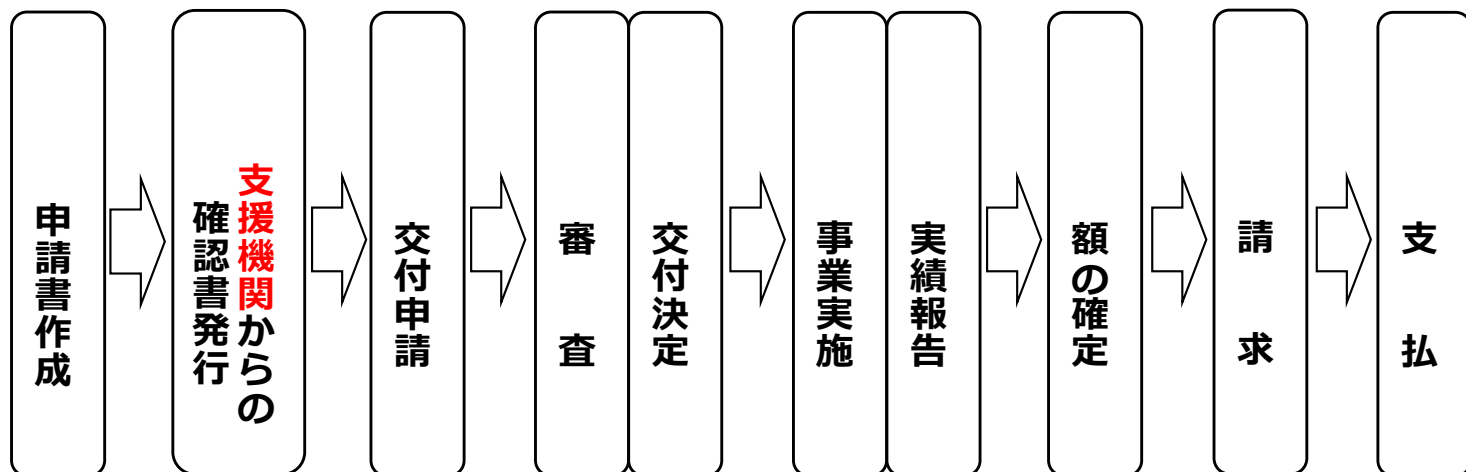 申請書作成
支援機関からの
確認書発行
交付申請
審査
交付決定
事業実施
実績報告
額の確定
請求
支払